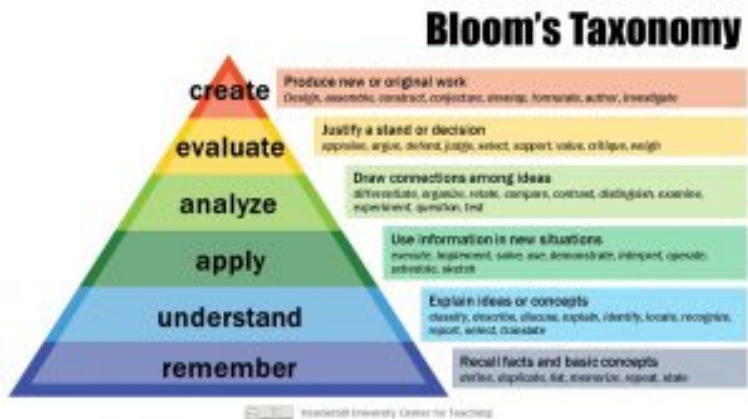 Bloom's Taxonomy
create
Produce new or original work
Design, assemble, construct, conjecture, develop, formulate, author, investigate
evaluate
Justify a stand or decision
appraise, argue, defend, judge, select, support, value, critique, weigh
analyze
Draw connections among ideas
differentiate, organize, relate, compare, contrast, distinguish, examine,
experiment, question, test
apply
Use information in new situations
execute, implement, solve, use, demonstrate, interpret, operate,
schedule, sketch
understand
Explain ideas or concepts
classify, describe, discuss, explain, identify, locate, recognize,
report, select, translate
remember
Recall facts and basic concepts
define, duplicate, list, memorize, repeat, state
Vanderbilt University Center for Teaching